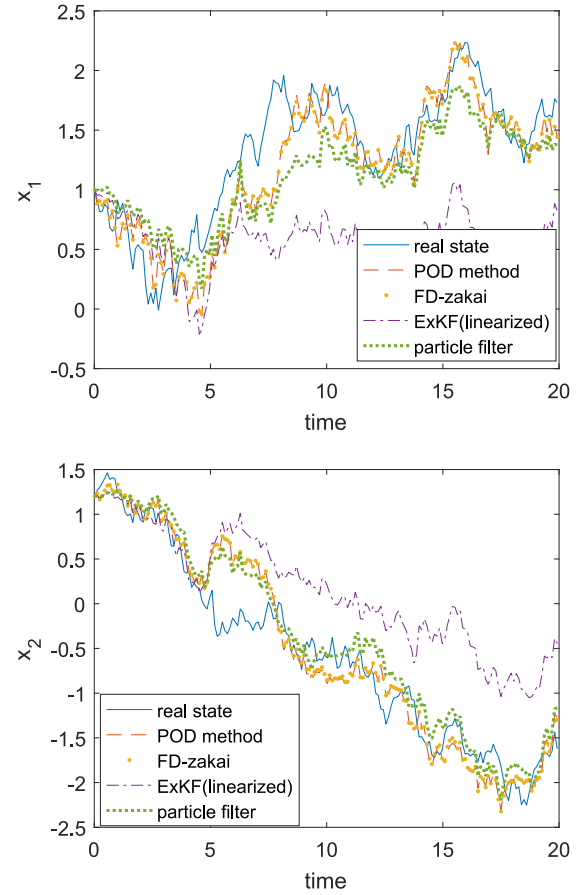 2.5
2
1.5
1
0.5
0
-0.5
x1
0
5
10
15
20
time
real state
POD method
FD-zakai
ExKF(linearized)
particle filter
1.5
1
0.5
0
-0.5
-1
-1.5
-2
-2.5
x2
0
5
10
15
20
time
real state
POD method
FD-zakai
ExKF(linearized)
particle filter